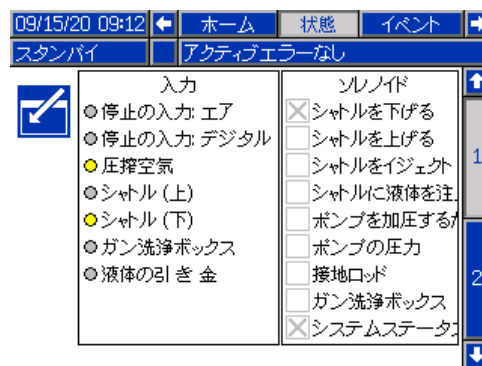 09/15/20 09:12 ホーム 状態 イベント
スタンバイ アクティブエラーなし
入力
停止の入力: エア
停止の入力: デジタル
圧搾空気
シャトル (上)
シャトル (下)
ガン洗浄ボックス
液体の引き金
ソレノイド
シャトルを下げる
シャトルを上げる
シャトルをイジェクト
シャトルに液体を注
ポンプを加圧する
ポンプの圧力
接地ロッド
ガン洗浄ボックス
システムステータ
1
2